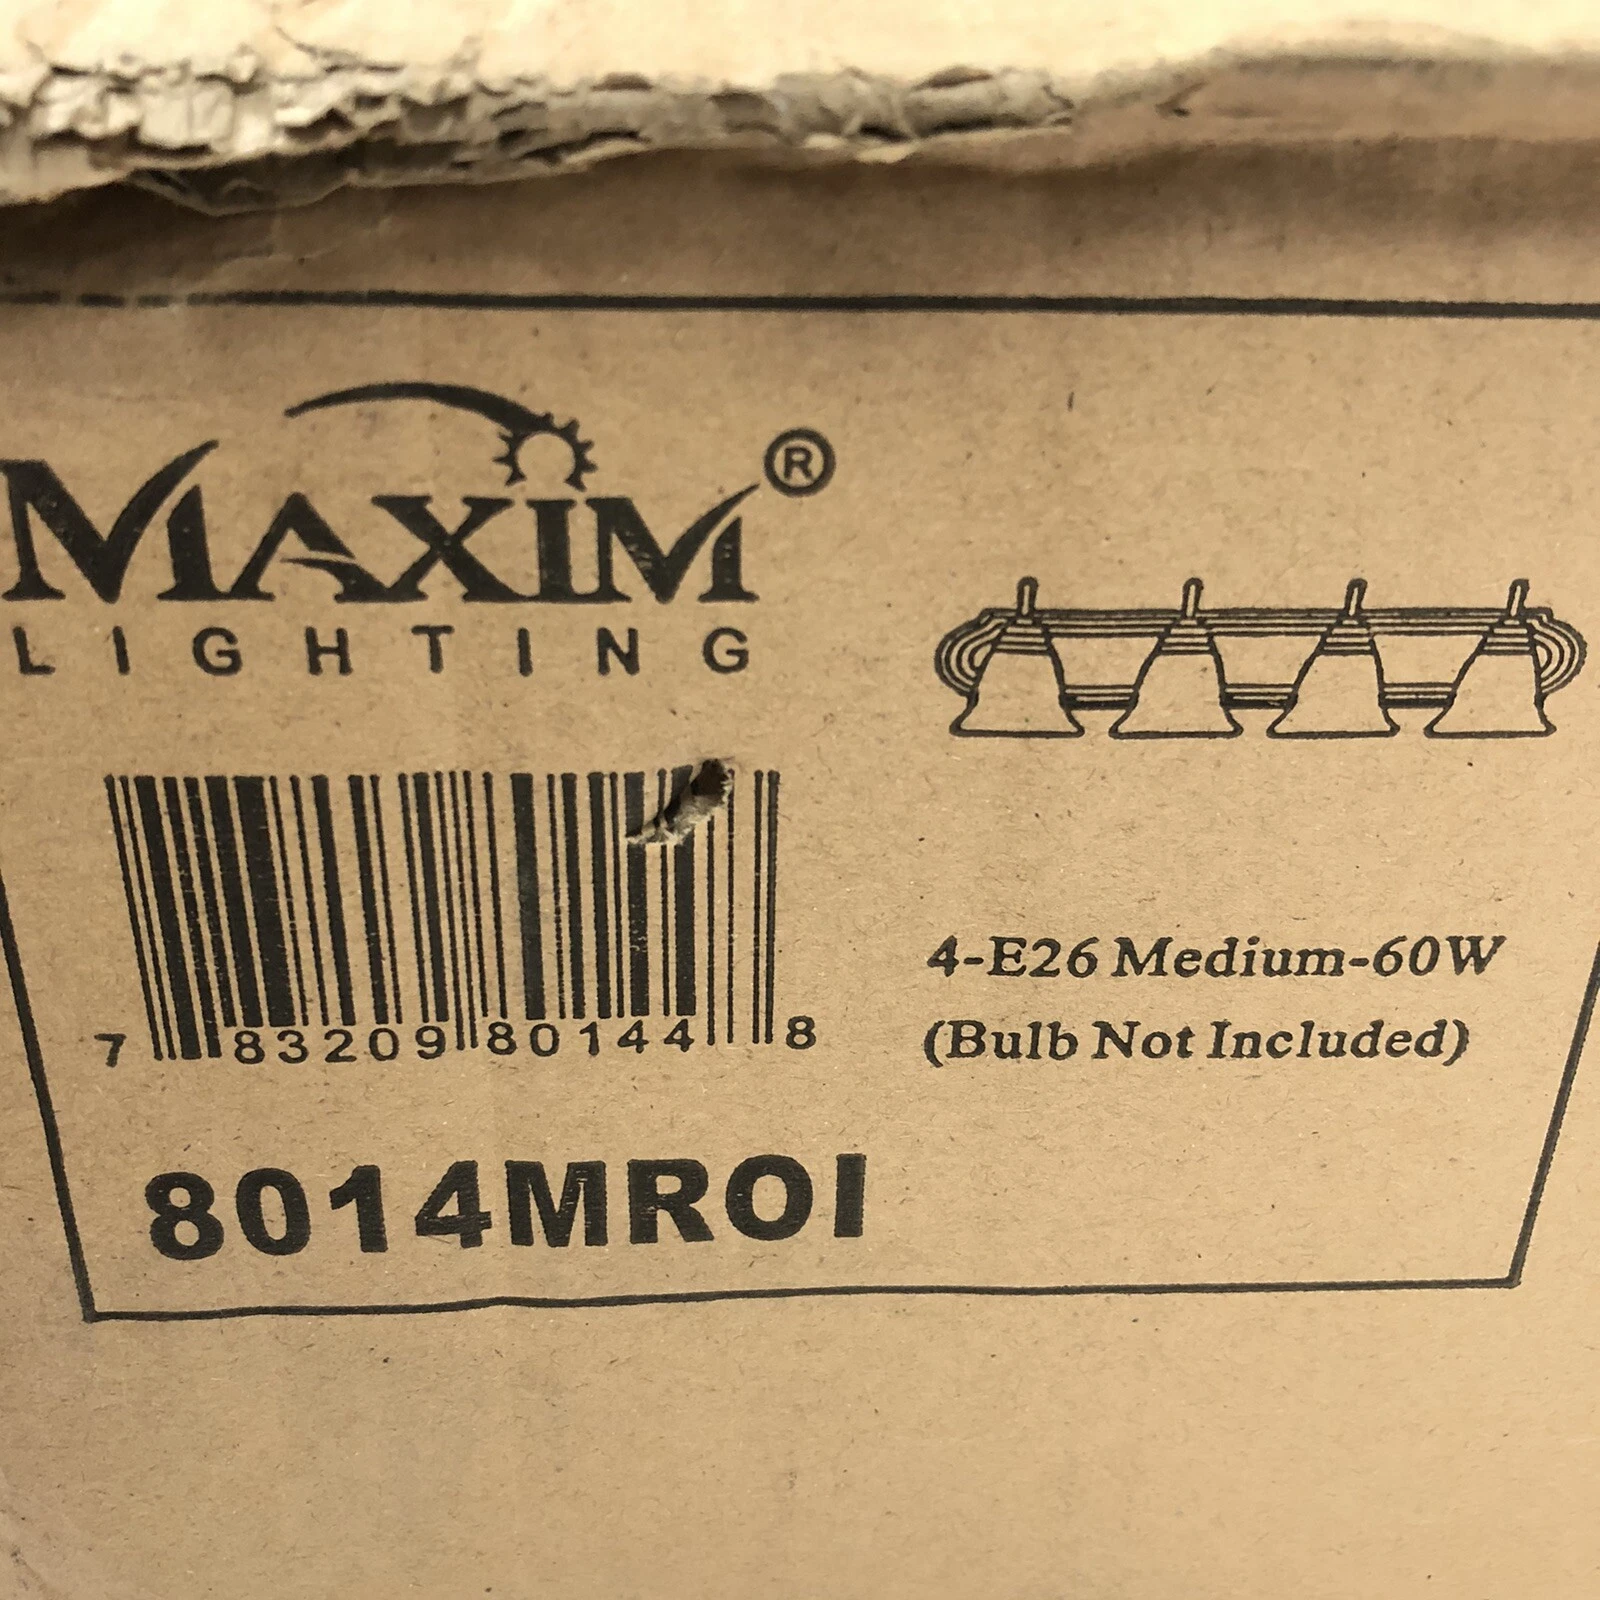 MAXIM®
LIGHTING
7 83209 80144 8
4-E26 Medium-60W
(Bulb Not Included)
8014MROI